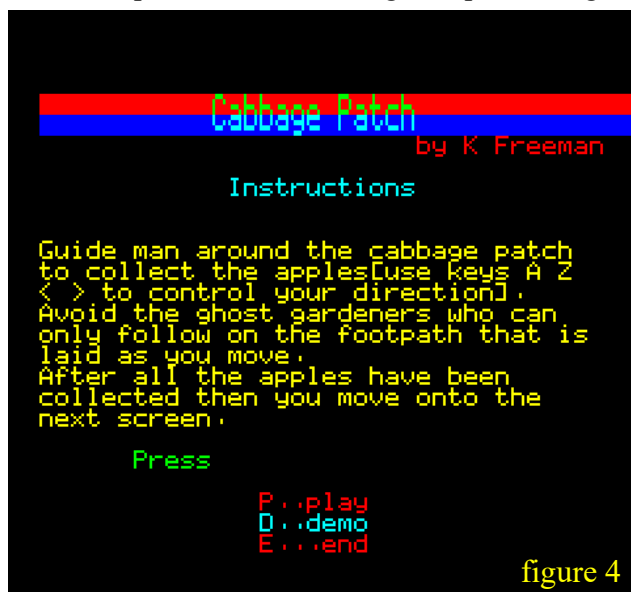 Cabbage Patch
by K Freeman
Instructions
Guide man around the cabbage patch
to collect the apples[use keys A Z
< > to control your direction].
Avoid the ghost gardeners who can
only follow on the footpath that is
laid as you move.
After all the apples have been
collected then you move onto the
next screen.
Press
P..play
D..demo
E...end
figure 4